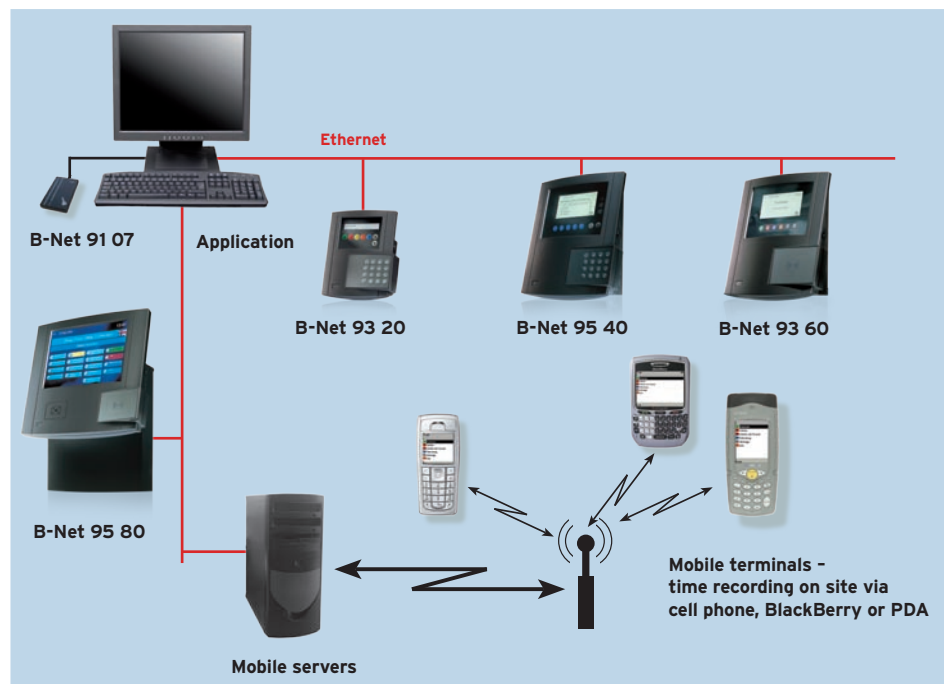 Ethernet
B-Net 91 07
Application
B-Net 93 20
B-Net 95 40
B-Net 93 60
B-Net 95 80
Mobile terminals –
time recording on site via
cell phone, BlackBerry or PDA
Mobile servers